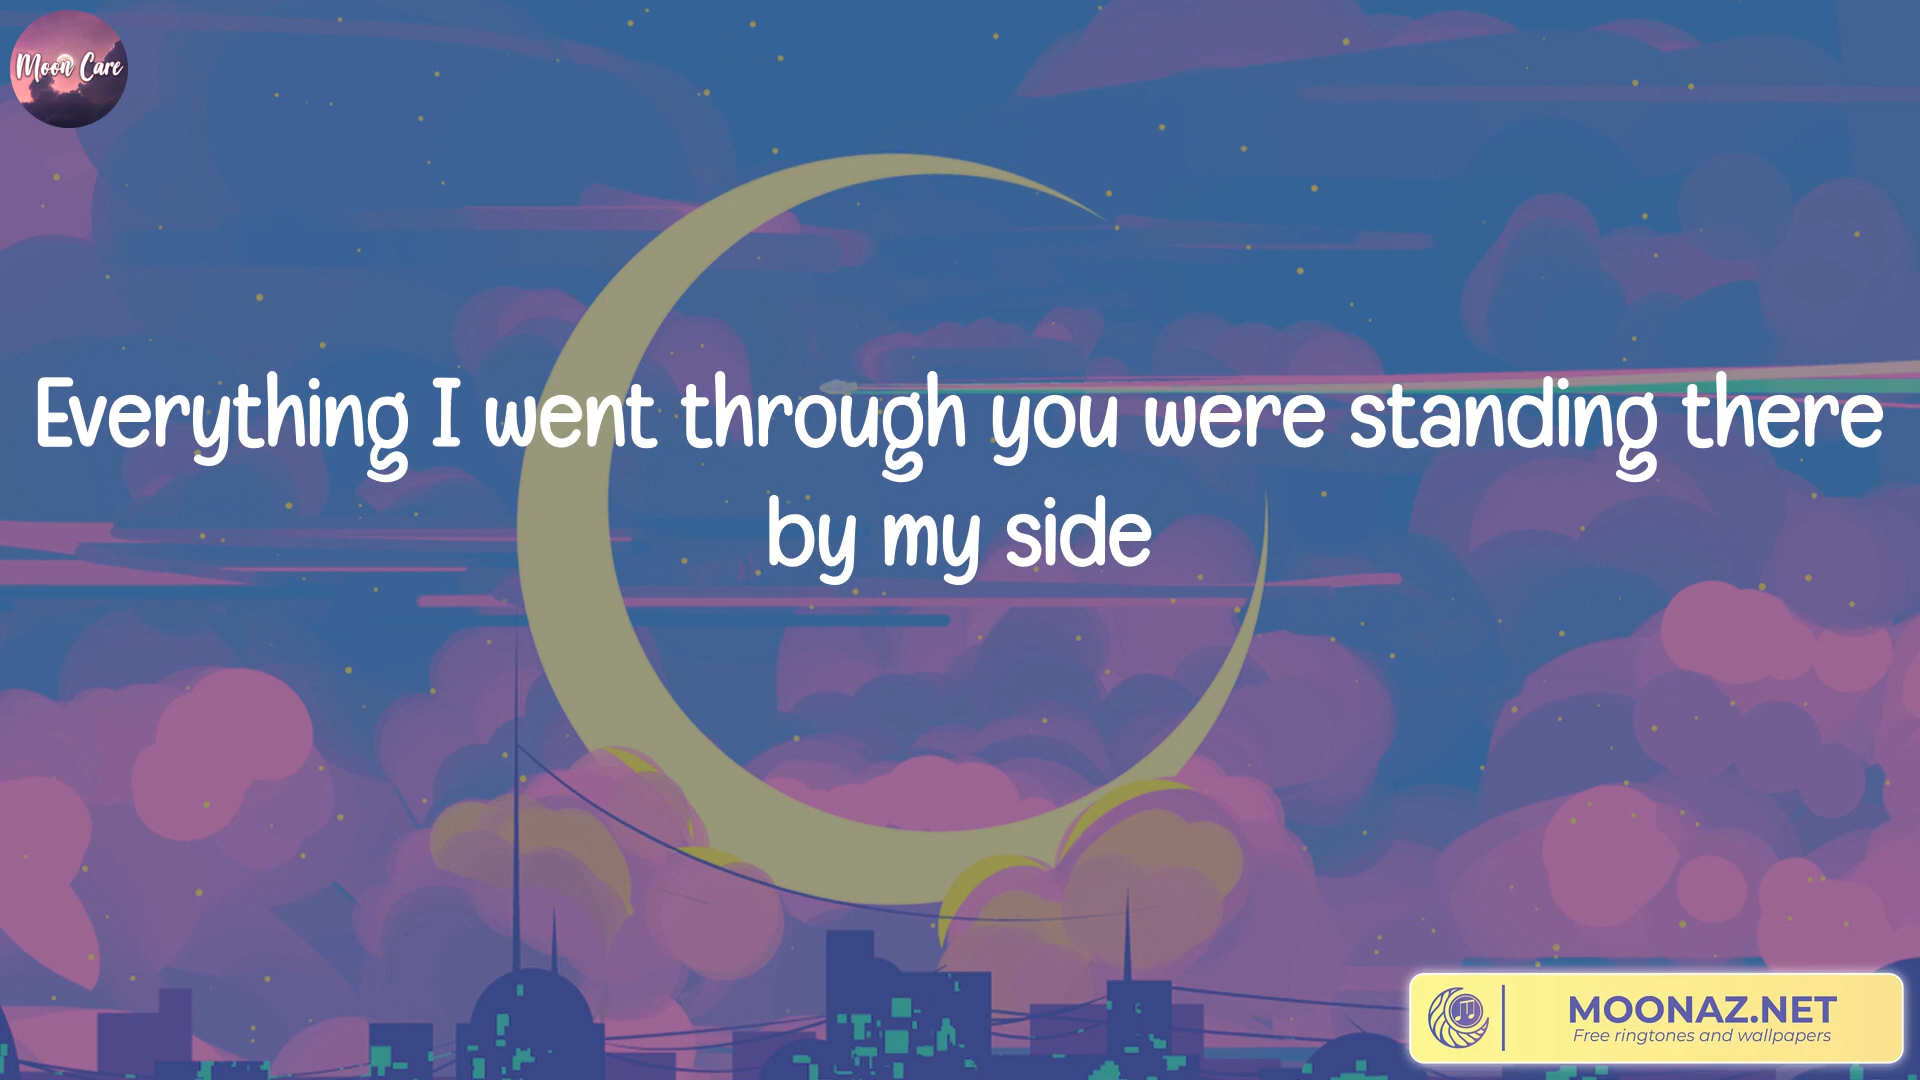 Moon Care
Everything I went through you were standing there
by my side
MOONAZ.NET
Free ringtones and wallpapers